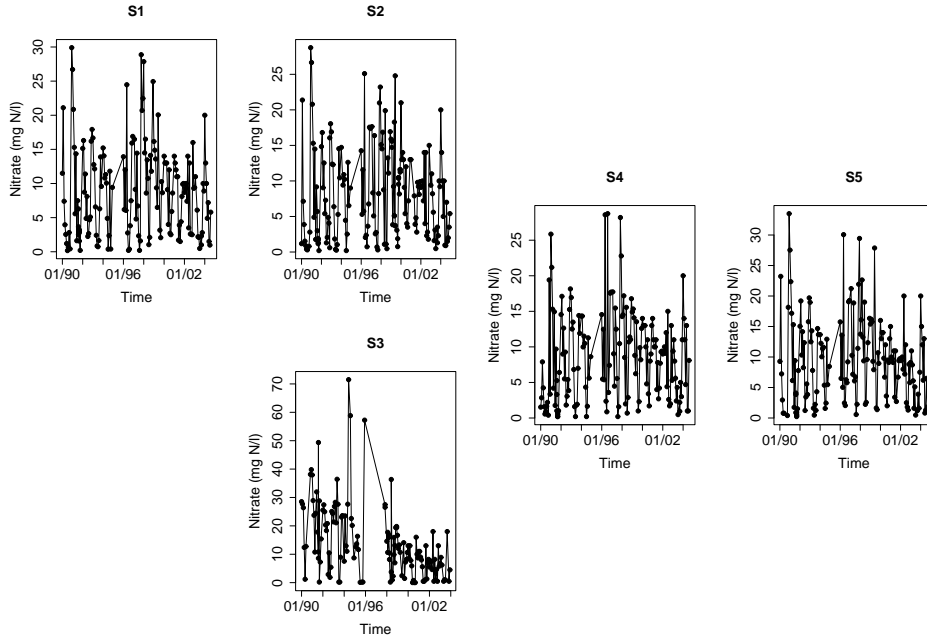 S1
Nitrate (mg N/l)
0 5 10 15 20 25 30
01/90 01/96 01/02
Time
S2
Nitrate (mg N/l)
0 5 10 15 20 25
01/90 01/96 01/02
Time
S3
Nitrate (mg N/l)
0 10 20 30 40 50 60 70
01/90 01/96 01/02
Time
S4
Nitrate (mg N/l)
0 5 10 15 20 25
01/90 01/96 01/02
Time
S5
Nitrate (mg N/l)
0 5 10 15 20 25 30
01/90 01/96 01/02
Time